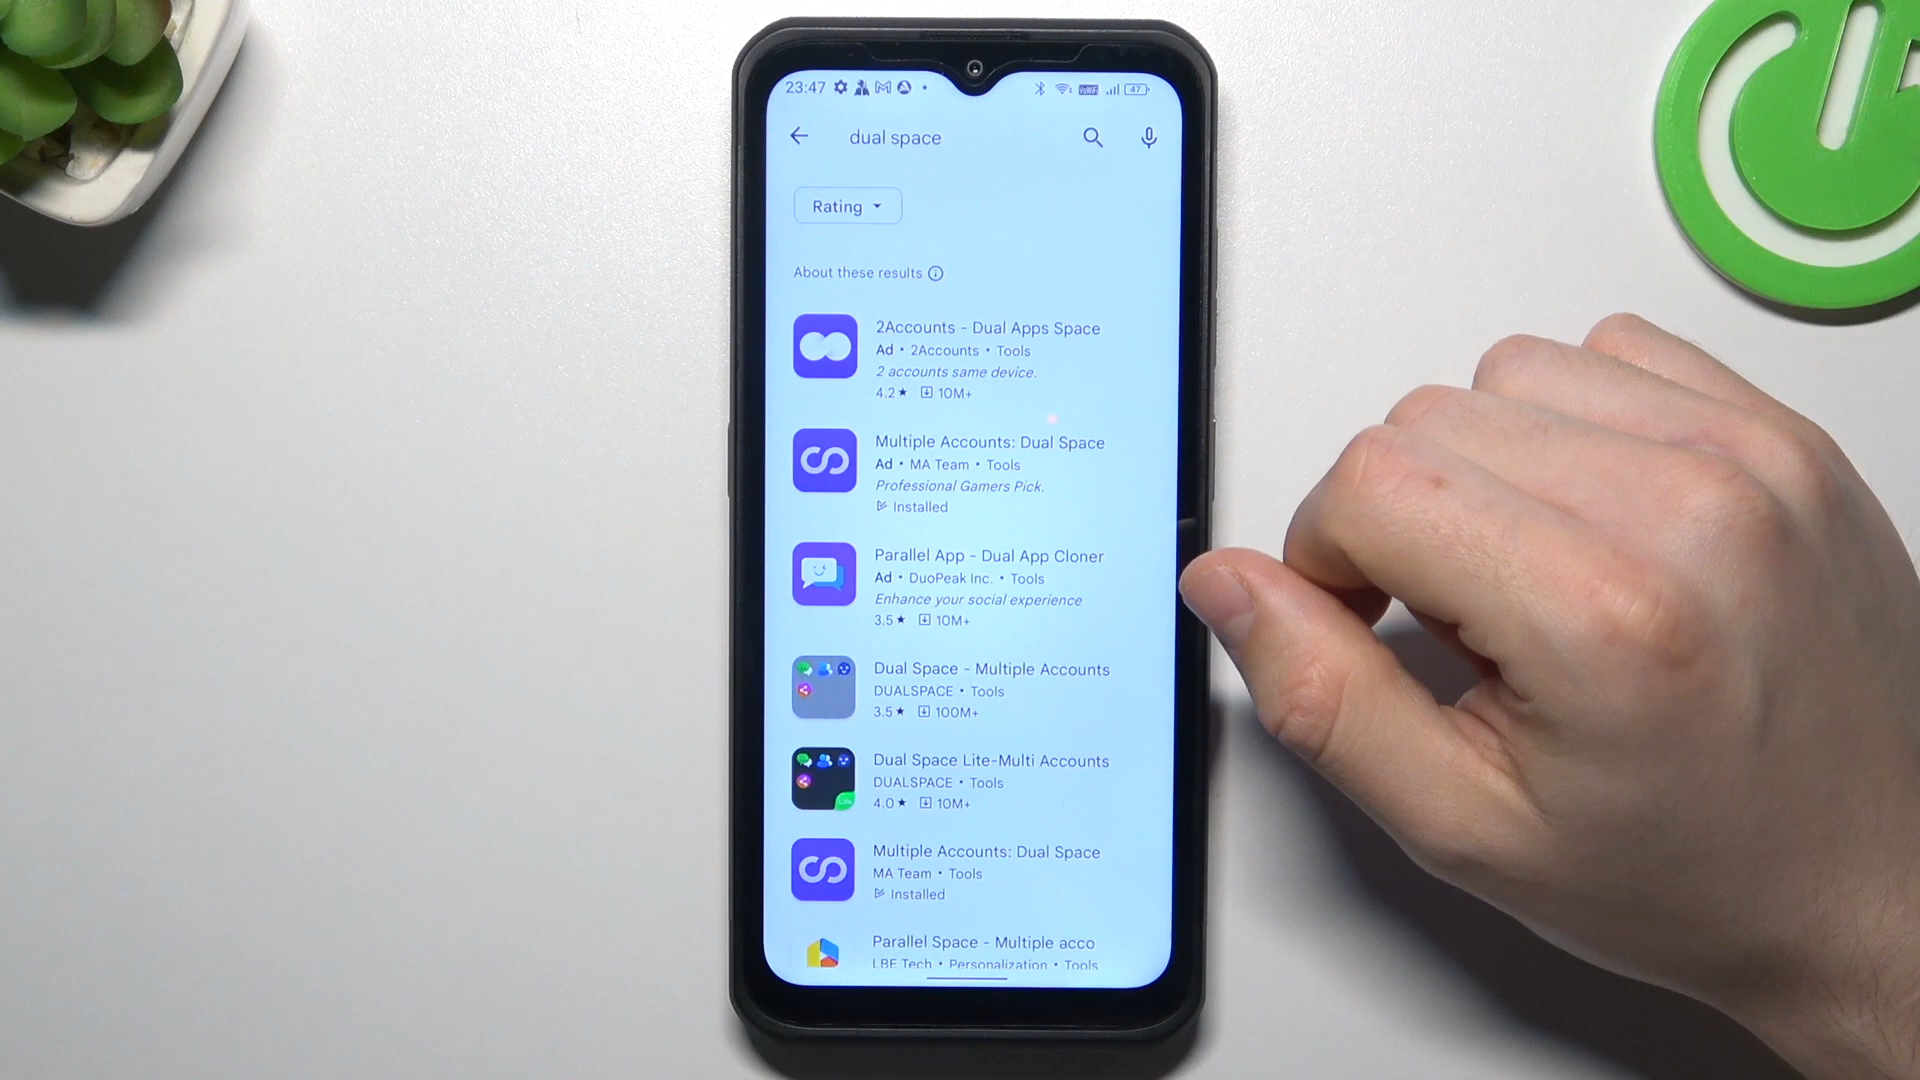 23:47
VoWiFi
47
dual space
Rating
About these results
2Accounts - Dual Apps Space
Ad • 2Accounts • Tools
2 accounts same device.
4.2★ 10M+
Multiple Accounts: Dual Space
Ad • MA Team • Tools
Professional Gamers Pick.
Installed
Parallel App - Dual App Cloner
Ad • DuoPeak Inc. • Tools
Enhance your social experience
3.5★ 10M+
Dual Space - Multiple Accounts
DUALSPACE • Tools
3.5★ 100M+
Lite
Dual Space Lite-Multi Accounts
DUALSPACE • Tools
4.0★ 10M+
Multiple Accounts: Dual Space
MA Team • Tools
Installed
Parallel Space - Multiple acco
LBE Tech • Personalization • Tools